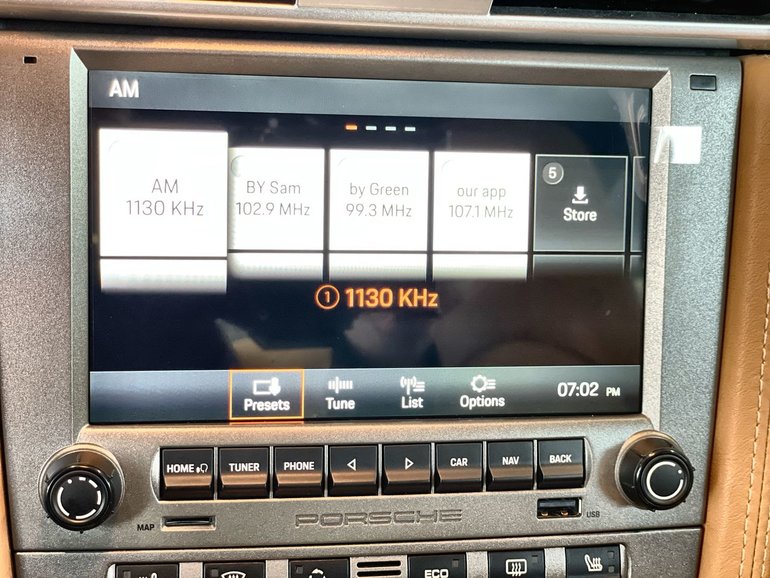 AM
AM
1130 KHz
BY Sam
102.9 MHz
by Green
99.3 MHz
our app
107.1 MHz
5
Store
1 1130 KHz
Presets
Tune
List
Options
07:02 PM
HOME
TUNER
PHONE
CAR
NAV
BACK
MAP
PORSCHE
USB
ECO